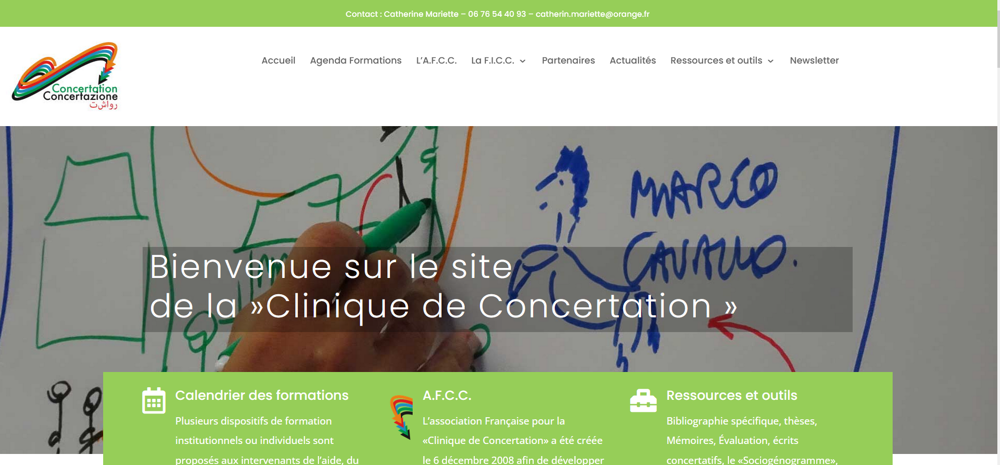 Contact : Catherine Mariette – 06 76 54 40 93 – catherin.mariette@orange.fr
Concertation
Concertazione
رواشت
Accueil Agenda Formations L’A.F.C.C. La F.I.C.C. Partenaires Actualités Ressources et outils Newsletter
MARCO
CAVALLO.
Bienvenue sur le site
de la »Clinique de Concertation »
Calendrier des formations
Plusieurs dispositifs de formation
institutionnels ou individuels sont
proposés aux intervenants de l’aide, du
A.F.C.C.
L’association Française pour la
«Clinique de Concertation» a été créée
le 6 décembre 2008 afin de développer
Ressources et outils
Bibliographie spécifique, thèses,
Mémoires, Évaluation, écrits
concertatifs, le «Sociogénogramme»,